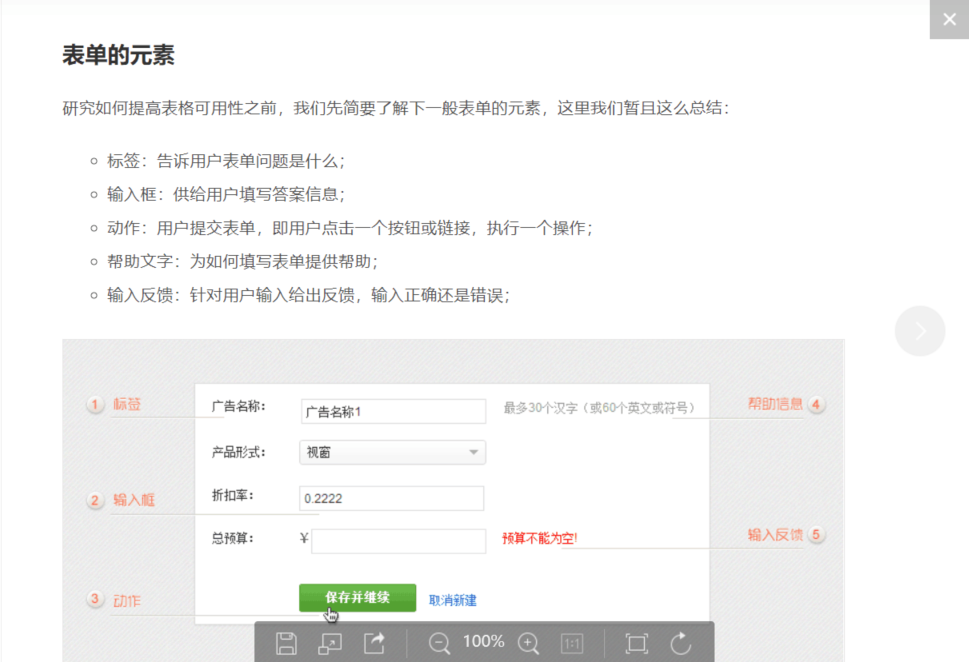 表单的元素
研究如何提高表格可用性之前，我们先简要了解下一般表单的元素，这里我们暂且这么总结：
标签：告诉用户表单问题是什么；
输入框：供给用户填写答案信息；
动作：用户提交表单，即用户点击一个按钮或链接，执行一个操作；
帮助文字：为如何填写表单提供帮助；
输入反馈：针对用户输入给出反馈，输入正确还是错误；
1 标签 广告名称： 广告名称1 最多30个汉字（或60个英文或符号） 帮助信息 4
产品形式： 视窗
2 输入框 折扣率： 0.2222
总预算： ¥ 预算不能为空! 输入反馈 5
3 动作 保存并继续 取消新建
100% 1:1